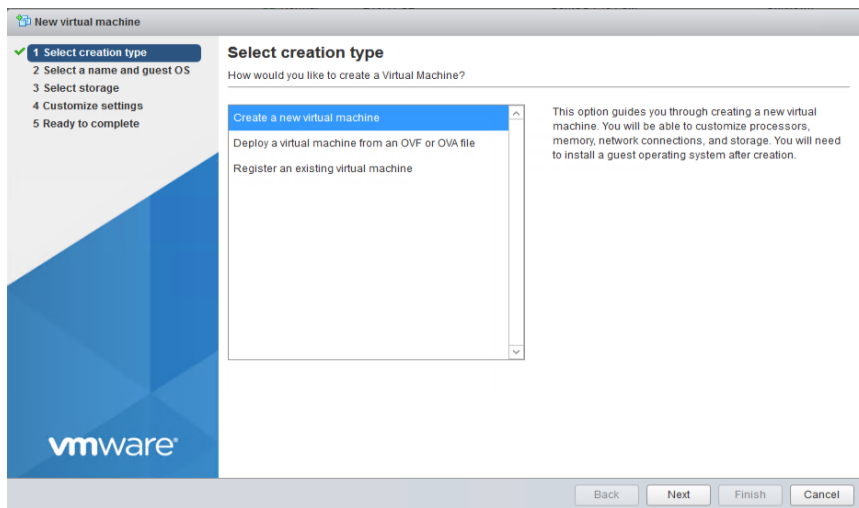 New virtual machine
1 Select creation type
2 Select a name and guest OS
3 Select storage
4 Customize settings
5 Ready to complete
Select creation type
How would you like to create a Virtual Machine?
Create a new virtual machine
Deploy a virtual machine from an OVF or OVA file
Register an existing virtual machine
This option guides you through creating a new virtual
machine. You will be able to customize processors,
memory, network connections, and storage. You will need
to install a guest operating system after creation.
vmware
Back
Next
Finish
Cancel